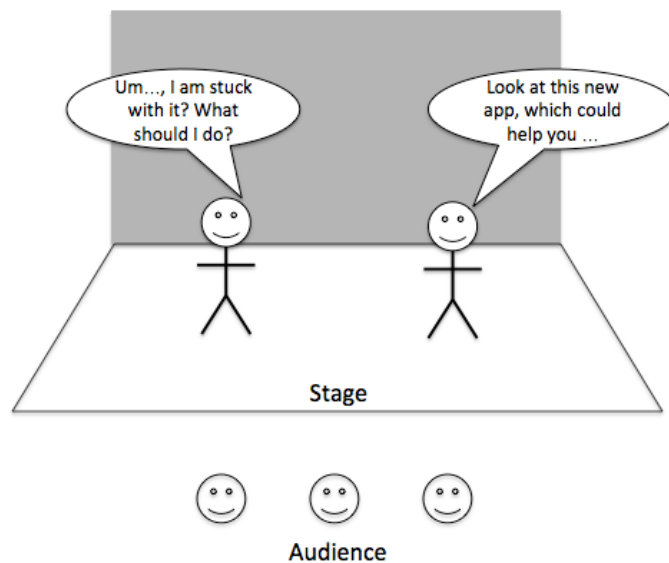 Um…, I am stuck
with it? What
should I do?
Look at this new
app, which could
help you …
Stage
Audience